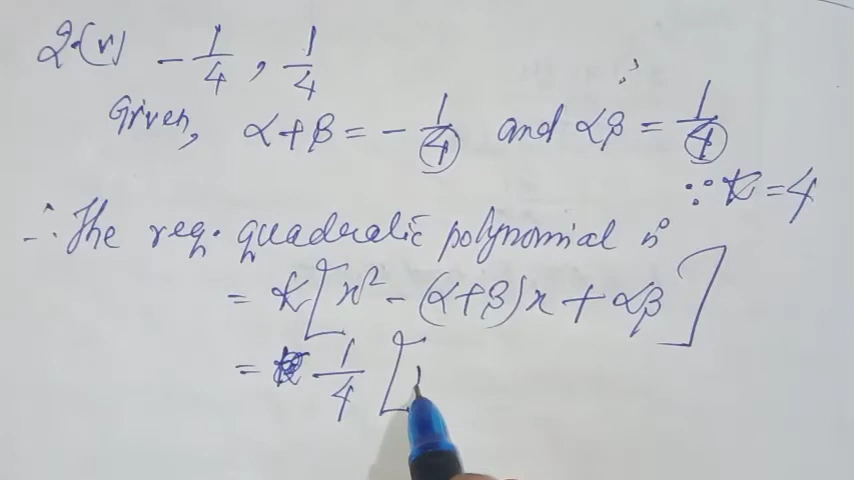 2.(v) -1/4, 1/4
Given, α+β = -1/4 and αβ = 1/4
∵ k = 4
∴ The req. quadratic polynomial is
= k[x² - (α+β)x + αβ]
= 1/4 [